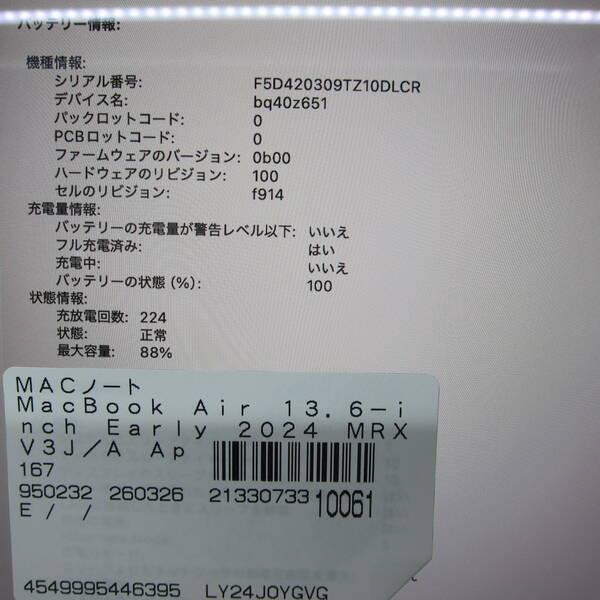 バッテリー情報:
機種情報:
シリアル番号: F5D420309TZ10DLCR
デバイス名: bq40z651
パックロットコード: 0
PCBロットコード: 0
ファームウェアのバージョン: 0b00
ハードウェアのリビジョン: 100
セルのリビジョン: f914
充電量情報:
バッテリーの充電量が警告レベル以下: いいえ
フル充電済み: はい
充電中: いいえ
バッテリーの状態 (%): 100
状態情報:
充放電回数: 224
状態: 正常
最大容量: 88%
MACノート
MacBook Air 13.6-i
nch Early 2024 MRX
V3J/A Ap
167
950232 260326 21330733 10061
E / /
4549995446395 LY24J0YGVG